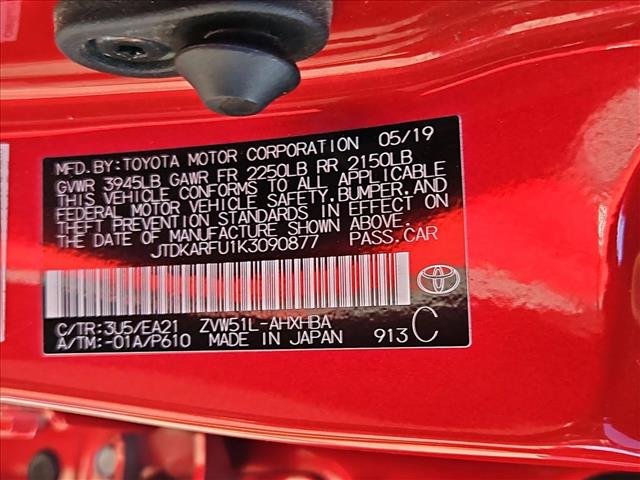 MFD.BY:TOYOTA MOTOR CORPORATION 05/19
GVWR 3945LB GAWR FR 2250LB RR 2150LB
THIS VEHICLE CONFORMS TO ALL APPLICABLE
FEDERAL MOTOR VEHICLE SAFETY,BUMPER,AND
THEFT PREVENTION STANDARDS IN EFFECT ON
THE DATE OF MANUFACTURE SHOWN ABOVE.
JTDKARFU1K3090877 PASS.CAR
C/TR:3U5/EA21 ZVW51L-AHXHBA
A/TM:-01A/P610 MADE IN JAPAN 913 C